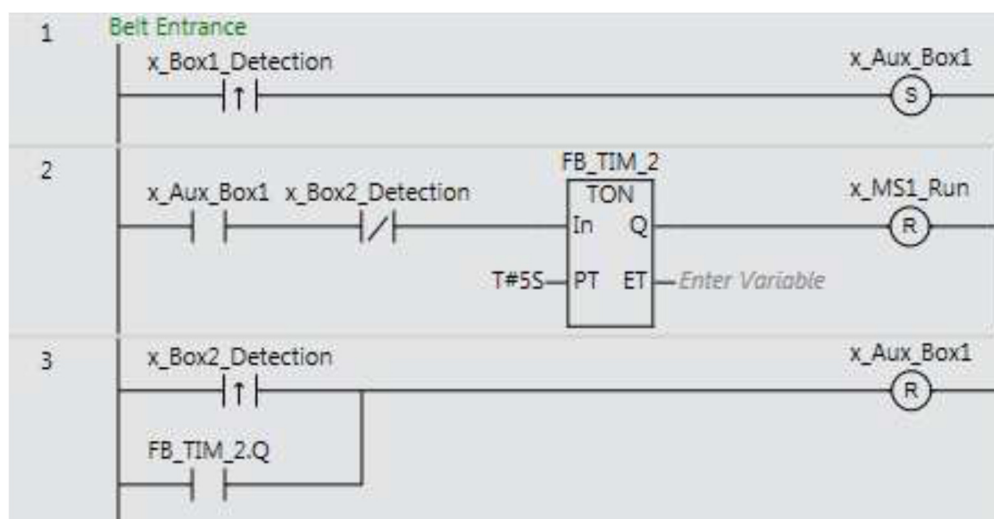 1
Belt Entrance
x_Box1_Detection
x_Aux_Box1
↑
S
2
FB_TIM_2
x_Aux_Box1 x_Box2_Detection
TON
x_MS1_Run
In Q
R
T#5S PT ET Enter Variable
3
x_Box2_Detection
x_Aux_Box1
↑
R
FB_TIM_2.Q